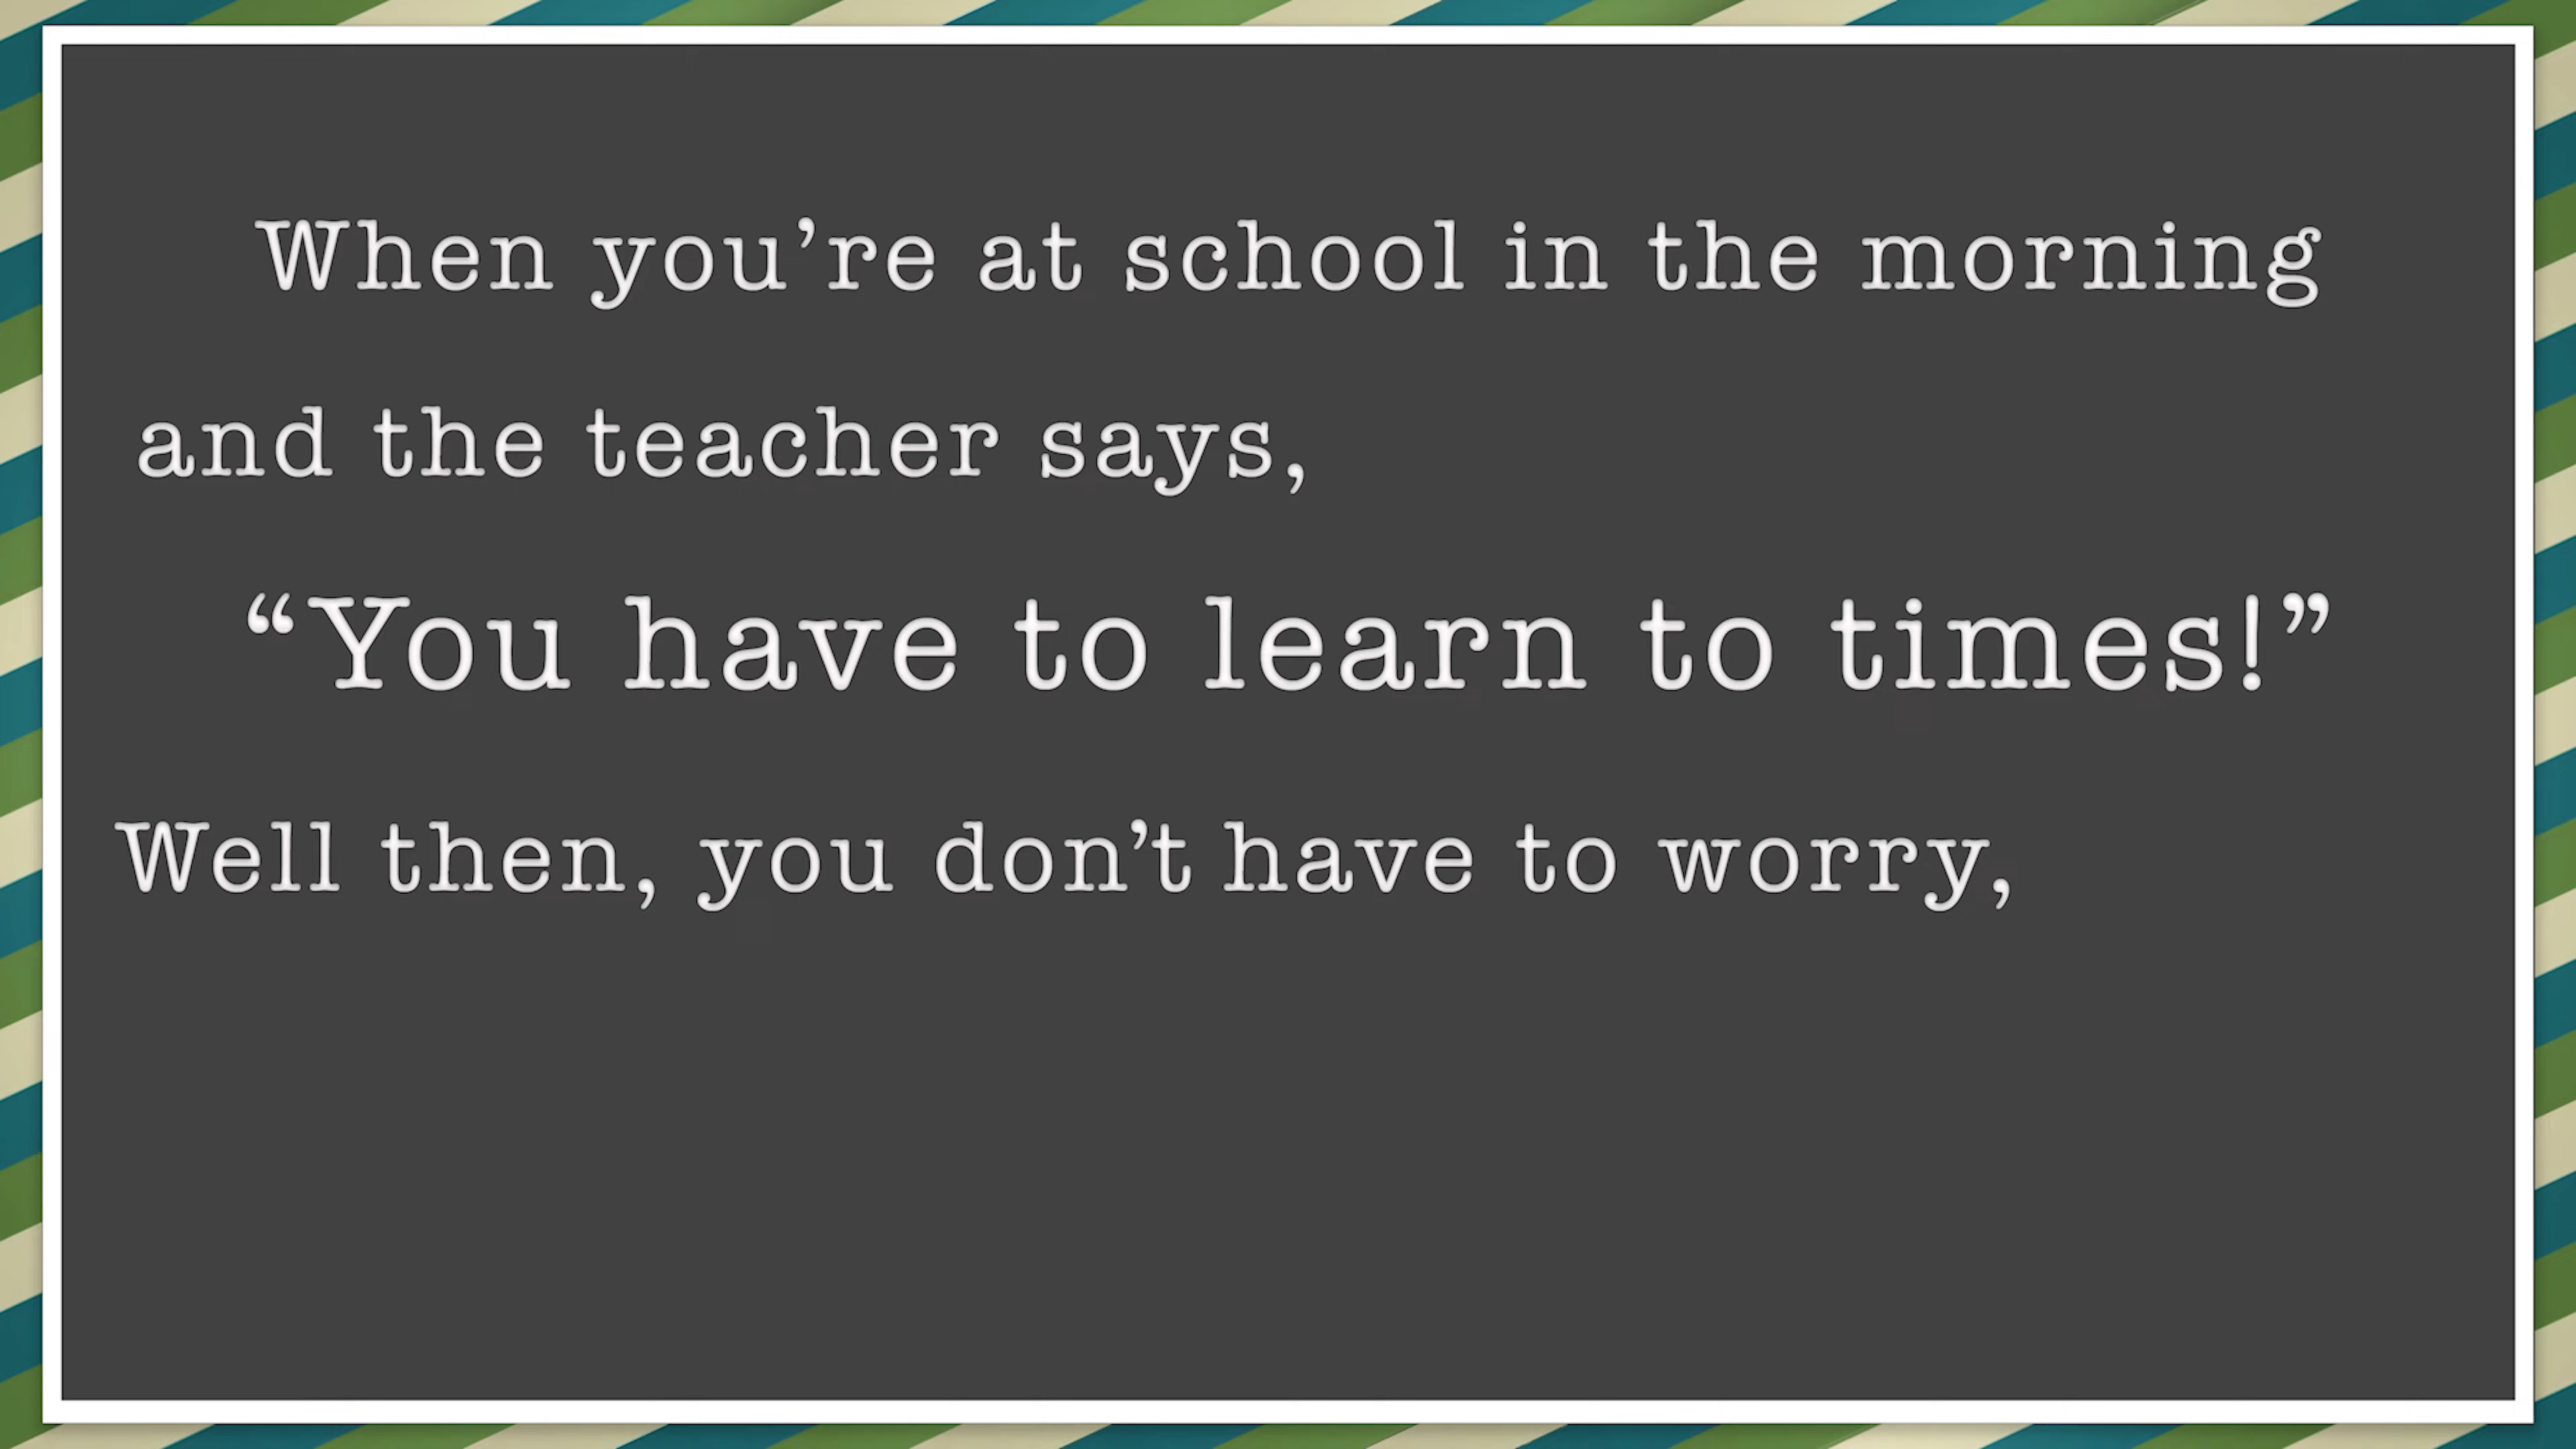 When you’re at school in the morning
and the teacher says,
“You have to learn to times!”
Well then, you don’t have to worry,